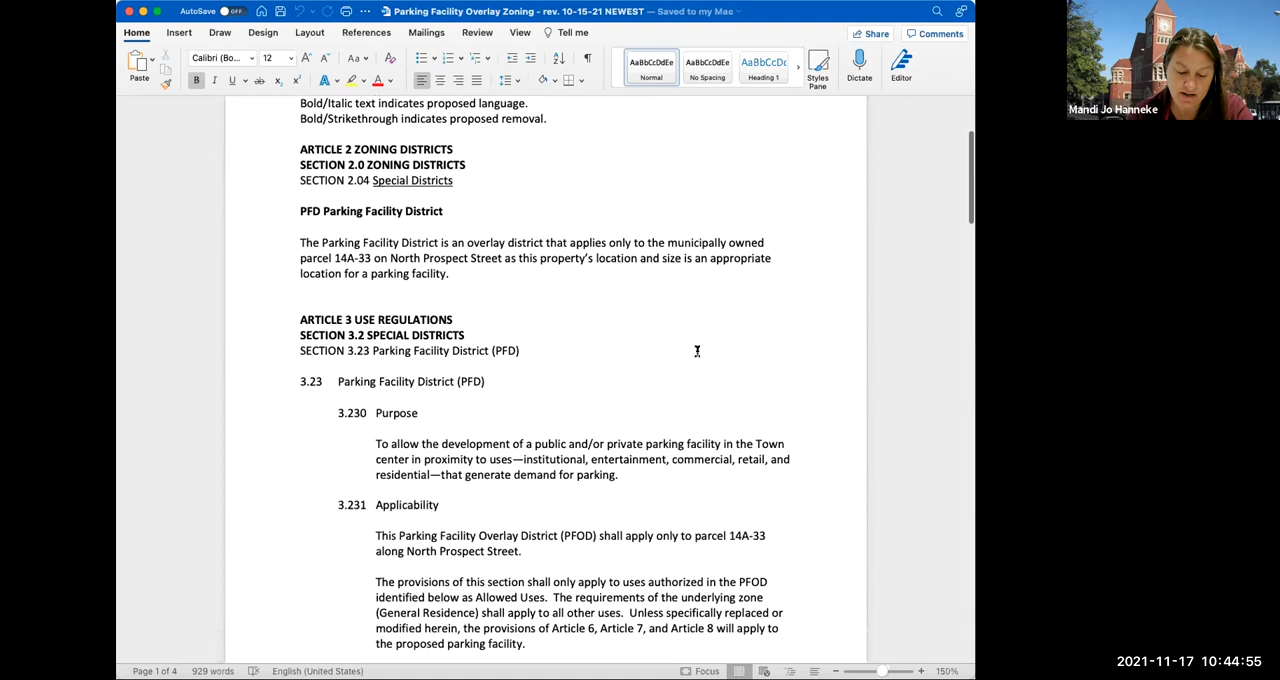 AutoSave OFF Parking Facility Overlay Zoning - rev. 10-15-21 NEWEST — Saved to my Mac
Home Insert Draw Design Layout References Mailings Review View Tell me Share Comments
Calibri (Bo... 12 Aa
Paste
AaBbCcDdEe AaBbCcDdEe AaBbCcDc
Normal No Spacing Heading 1
Styles Pane
Dictate
Editor
Bold/Italic text indicates proposed language.
Bold/Strikethrough indicates proposed removal.
ARTICLE 2 ZONING DISTRICTS
SECTION 2.0 ZONING DISTRICTS
SECTION 2.04 Special Districts
PFD Parking Facility District
The Parking Facility District is an overlay district that applies only to the municipally owned
parcel 14A-33 on North Prospect Street as this property's location and size is an appropriate
location for a parking facility.
ARTICLE 3 USE REGULATIONS
SECTION 3.2 SPECIAL DISTRICTS
SECTION 3.23 Parking Facility District (PFD)
3.23 Parking Facility District (PFD)
3.230 Purpose
To allow the development of a public and/or private parking facility in the Town
center in proximity to uses—institutional, entertainment, commercial, retail, and
residential—that generate demand for parking.
3.231 Applicability
This Parking Facility Overlay District (PFOD) shall apply only to parcel 14A-33
along North Prospect Street.
The provisions of this section shall only apply to uses authorized in the PFOD
identified below as Allowed Uses. The requirements of the underlying zone
(General Residence) shall apply to all other uses. Unless specifically replaced or
modified herein, the provisions of Article 6, Article 7, and Article 8 will apply to
the proposed parking facility.
Page 1 of 4 929 words English (United States) Focus 150%
Mandi Jo Hanneke
2021-11-17 10:44:55